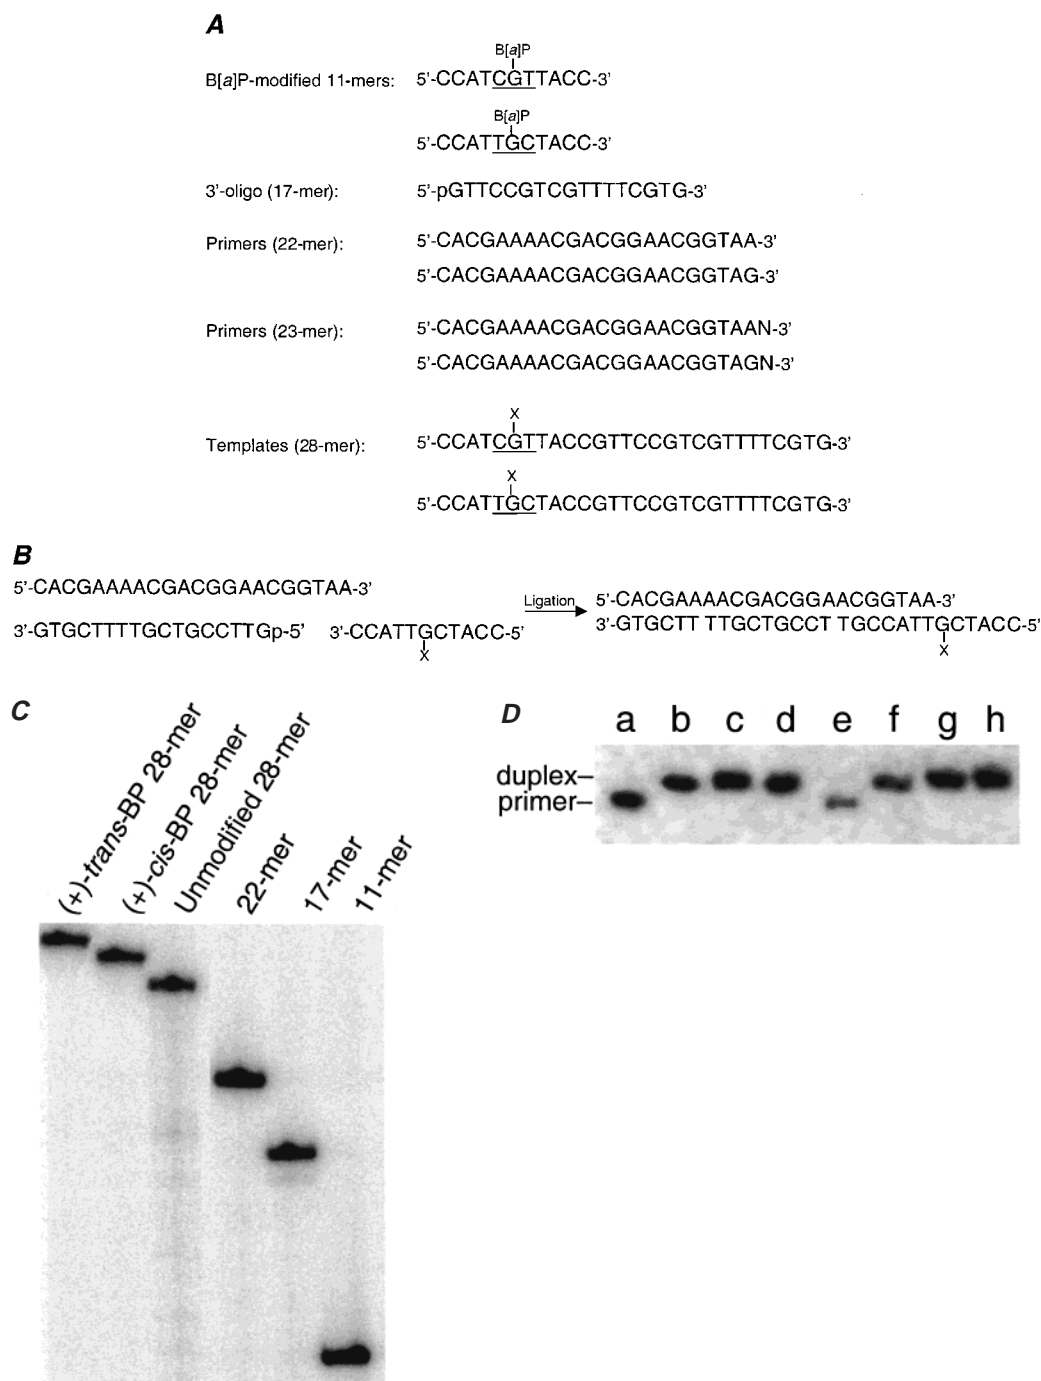 A
B[a]P
B[a]P-modified 11-mers: 5'-CCATCGTTACC-3'
B[a]P
5'-CCATTGCTACC-3'
3'-oligo (17-mer): 5'-pGTTCCGTCGTTTTCGTG-3'
Primers (22-mer): 5'-CACGAAAACGACGGAACGGTAA-3'
5'-CACGAAAACGACGGAACGGTAG-3'
Primers (23-mer): 5'-CACGAAAACGACGGAACGGTAAN-3'
5'-CACGAAAACGACGGAACGGTAGN-3'
X
Templates (28-mer): 5'-CCATCGTTACCGTTCCGTCGTTTTCGTG-3'
X
5'-CCATTGCTACCGTTCCGTCGTTTTCGTG-3'
B
5'-CACGAAAACGACGGAACGGTAA-3'
3'-GTGCTTTTGCTGCCTTGp-5' 3'-CCATTGCTACC-5'
X
Ligation
5'-CACGAAAACGACGGAACGGTAA-3'
3'-GTGCTT TTGCTGCCT TGCCATTGCTACC-5'
X
C
(+)-trans-BP 28-mer
(+)-cis-BP 28-mer
Unmodified 28-mer
22-mer
17-mer
11-mer
D
a b c d e f g h
duplex
primer